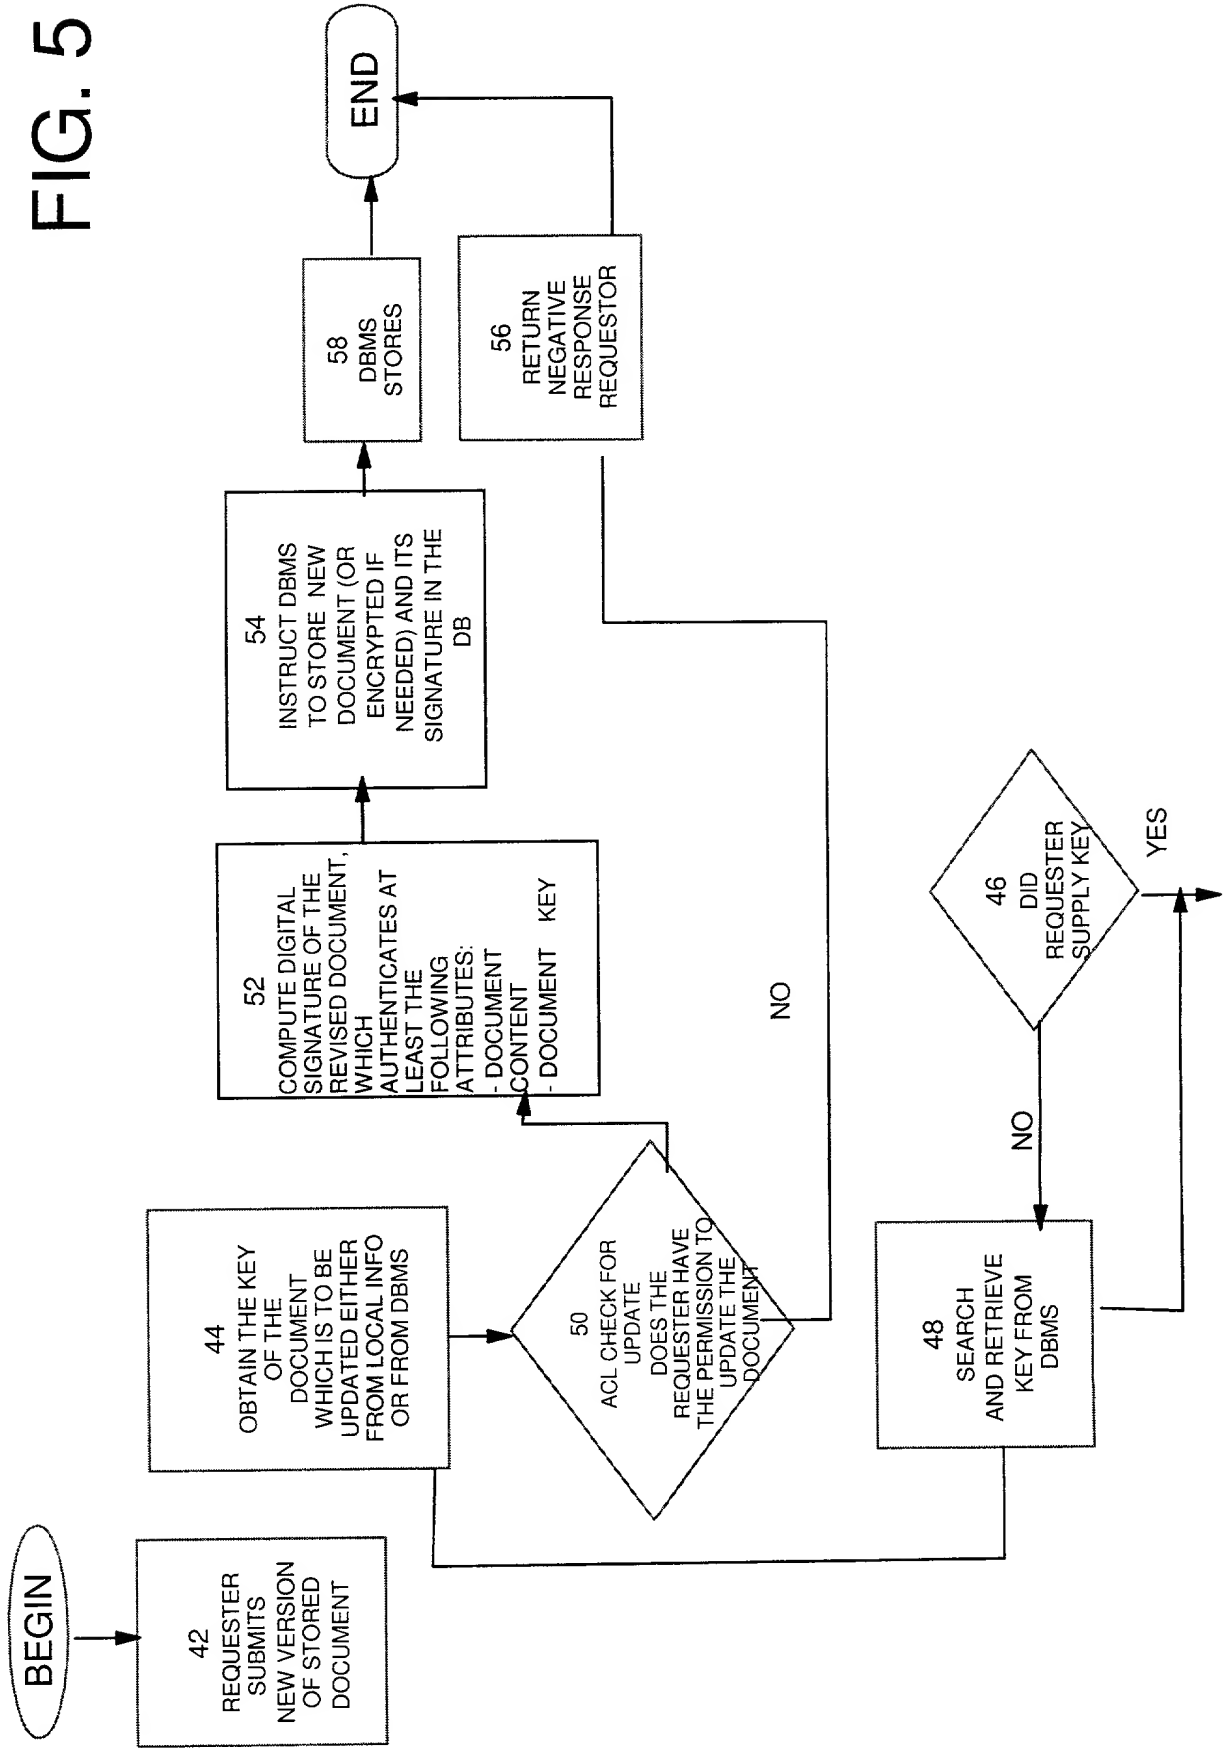 FIG. 5
BEGIN
42
REQUESTER
SUBMITS
NEW VERSION
OF STORED
DOCUMENT
44
OBTAIN THE KEY
OF THE
DOCUMENT
WHICH IS TO BE
UPDATED EITHER
FROM LOCAL INFO
OR FROM DBMS
50
ACL CHECK FOR
UPDATE
DOES THE
REQUESTER HAVE
THE PERMISSION TO
UPDATE THE
DOCUMENT
52
COMPUTE DIGITAL
SIGNATURE OF THE
REVISED DOCUMENT,
WHICH
AUTHENTICATES AT
LEAST THE
FOLLOWING
ATTRIBUTES:
- DOCUMENT
CONTENT
- DOCUMENT KEY
54
INSTRUCT DBMS
TO STORE NEW
DOCUMENT (OR
ENCRYPTED IF
NEEDED) AND ITS
SIGNATURE IN THE
DB
58
DBMS
STORES
END
56
RETURN
NEGATIVE
RESPONSE
REQUESTOR
NO
48
SEARCH
AND RETRIEVE
KEY FROM
DBMS
NO
46
DID
REQUESTER
SUPPLY KEY
YES